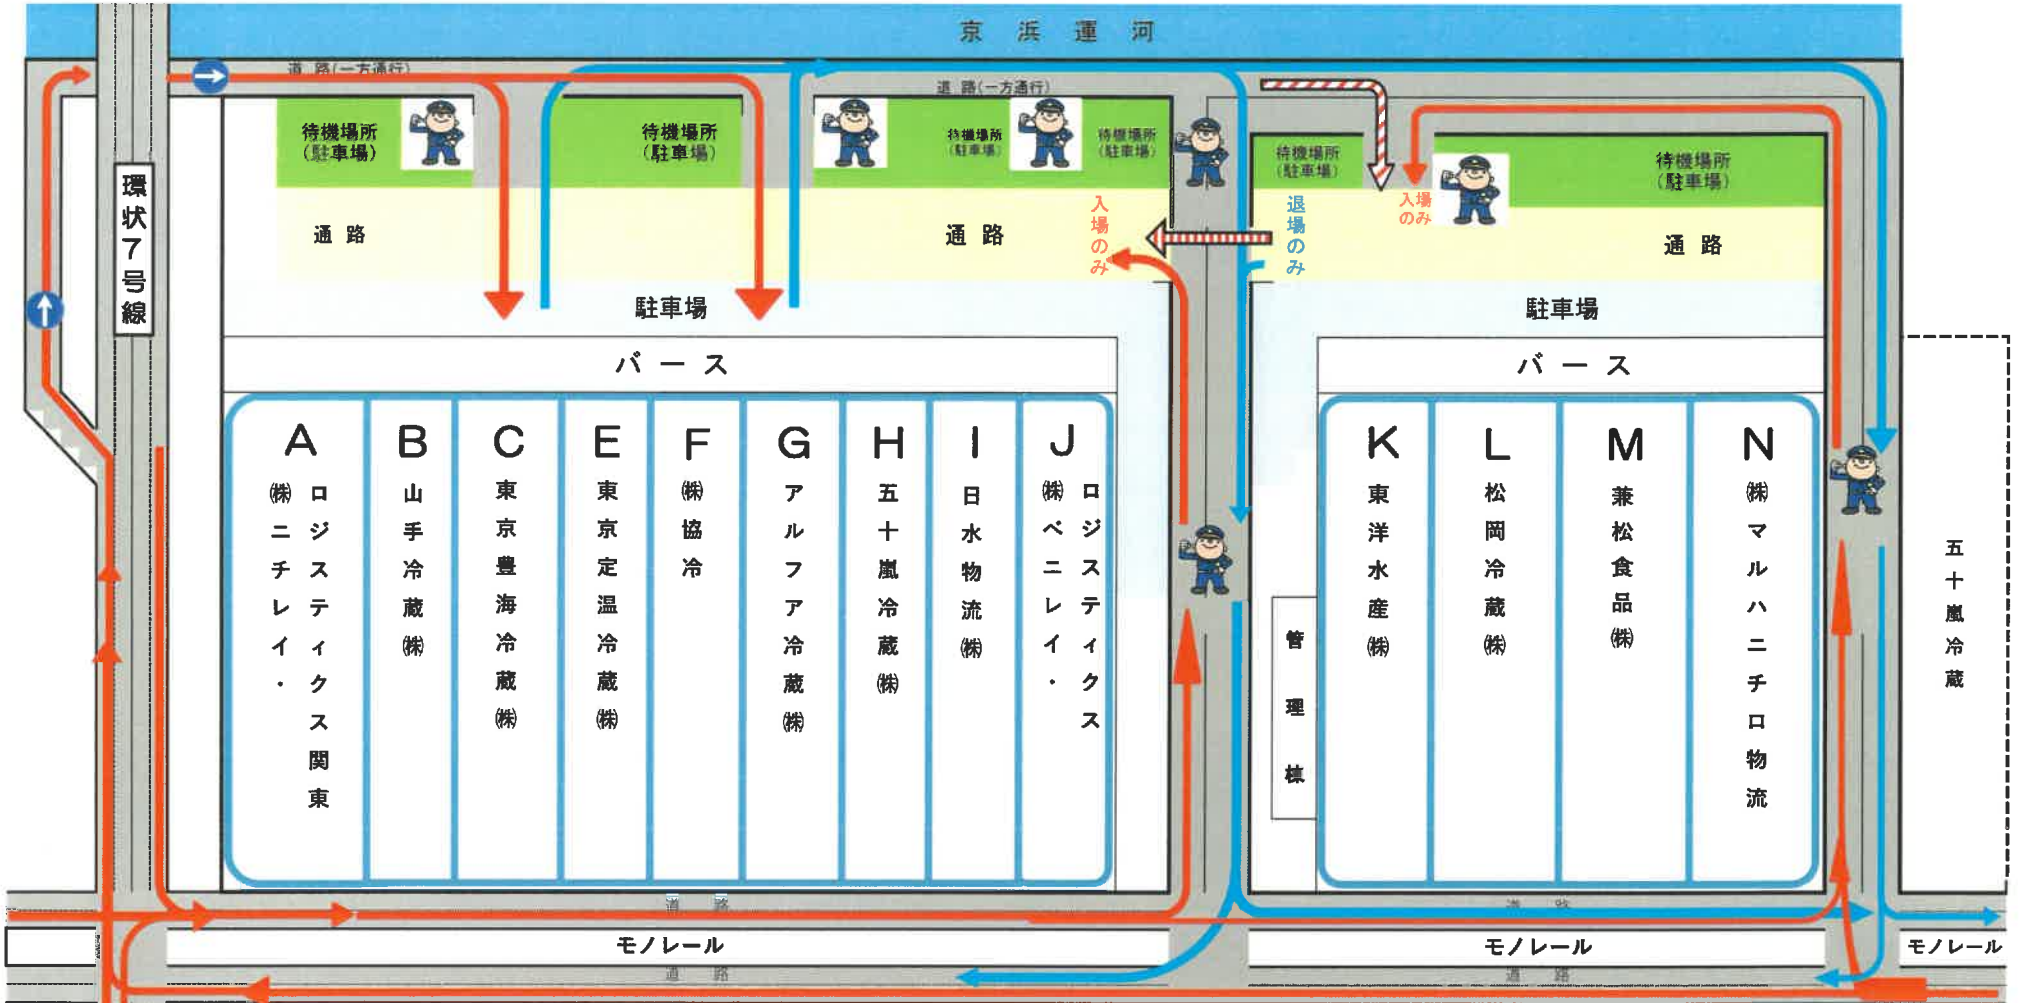 京浜運河
道路(一方通行)
道路(一方通行)
待機場所
(駐車場)
待機場所
(駐車場)
待機場所
(駐車場)
待機場所
(駐車場)
待機場所
(駐車場)
待機場所
(駐車場)
環状7号線
通路
通路
通路
入場のみ
退場のみ
入場
のみ
駐車場
駐車場
バース
バース
A
㈱ニチレイ・
ロジスティクス関東
B
山手冷蔵㈱
C
東京豊海冷蔵㈱
E
東京定温冷蔵㈱
F
㈱協冷
G
アルファ冷蔵㈱
H
五十嵐冷蔵㈱
I
日水物流㈱
J
㈱ベニレイ・
ロジスティクス
管理棟
K
東洋水産㈱
L
松岡冷蔵㈱
M
兼松食品㈱
N
㈱マルハニチロ物流
五十嵐冷蔵
道路
道路
モノレール
モノレール
モノレール
道路
道路